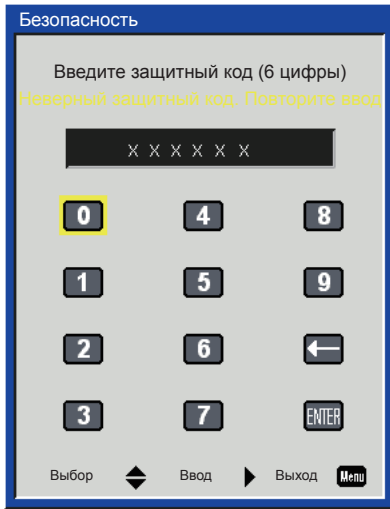 Безопасность
Введите защитный код (6 цифры)
Неверный защитный код. Повторите ввод
X X X X X X
0 4 8
1 5 9
2 6 ←
3 7 ENTER
Выбор Ввод Выход Menu